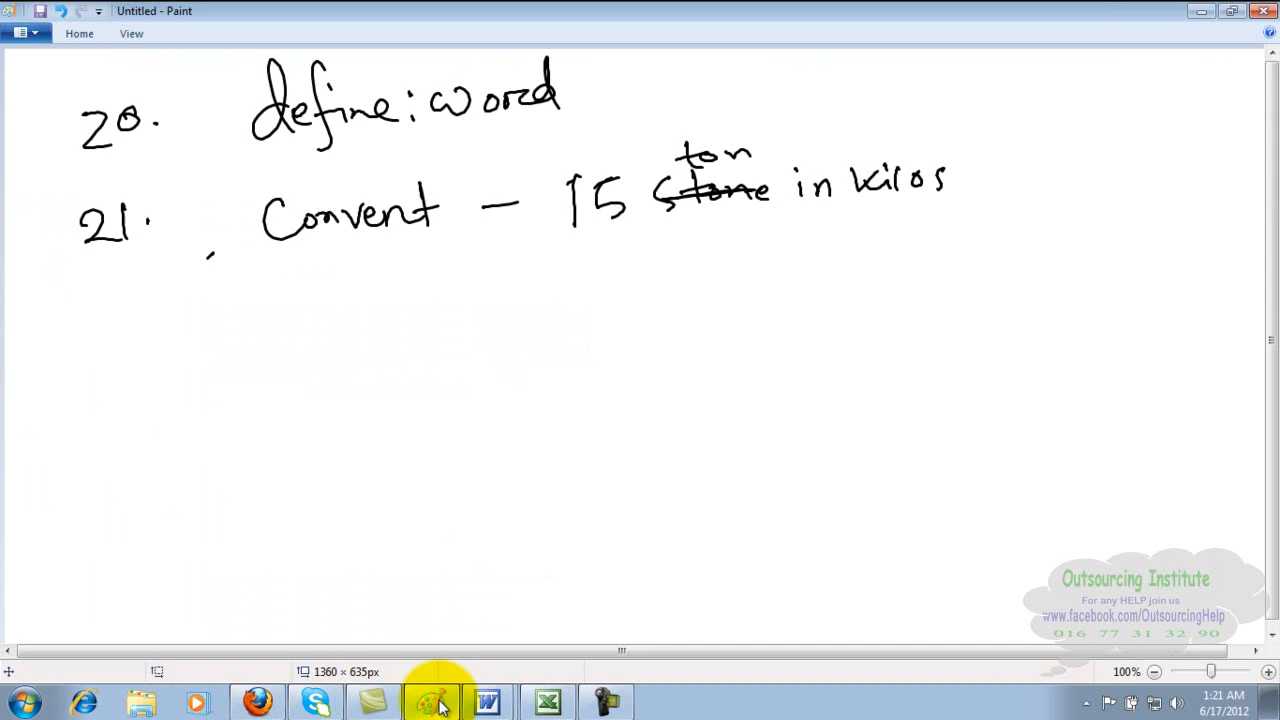 Untitled - Paint
Home View
20. define:word
ton
21. Convent - 15 stone in kilos
Outsourcing Institute
For any HELP join us
www.facebook.com/OutsourcingHelp
016 77 31 32 90
1360 × 635px
100%
1:21 AM
6/17/2012